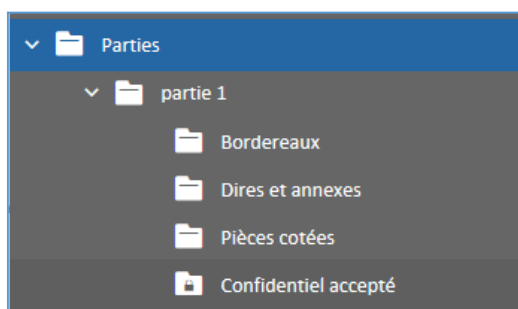 Parties
partie 1
Bordereaux
Dires et annexes
Pièces cotées
Confidentiel accepté